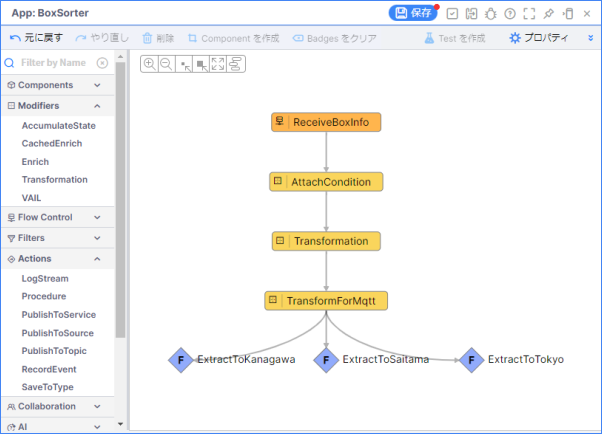 App: BoxSorter
保存
元に戻す やり直し 削除 Component を作成 Badges をクリア Test を作成 プロパティ
Filter by Name
Components
Modifiers
AccumulateState
CachedEnrich
Enrich
Transformation
VAIL
Flow Control
Filters
Actions
LogStream
Procedure
PublishToService
PublishToSource
PublishToTopic
RecordEvent
SaveToType
Collaboration
AI
ReceiveBoxInfo
AttachCondition
Transformation
TransformForMqtt
F ExtractToKanagawa F ExtractToSaitama F ExtractToTokyo